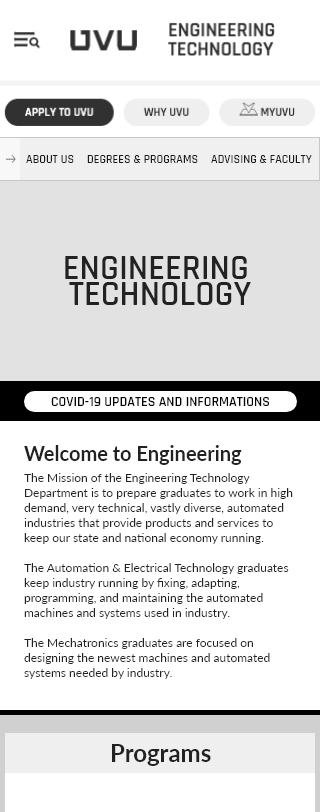 UVU
ENGINEERING
TECHNOLOGY
APPLY TO UVU
WHY UVU
MYUVU
ABOUT US
DEGREES & PROGRAMS
ADVISING & FACULTY
ENGINEERING
TECHNOLOGY
COVID-19 UPDATES AND INFORMATIONS
Welcome to Engineering
The Mission of the Engineering Technology
Department is to prepare graduates to work in high
demand, very technical, vastly diverse, automated
industries that provide products and services to
keep our state and national economy running.
The Automation & Electrical Technology graduates
keep industry running by fixing, adapting,
programming, and maintaining the automated
machines and systems used in industry.
The Mechatronics graduates are focused on
designing the newest machines and automated
systems needed by industry.
Programs